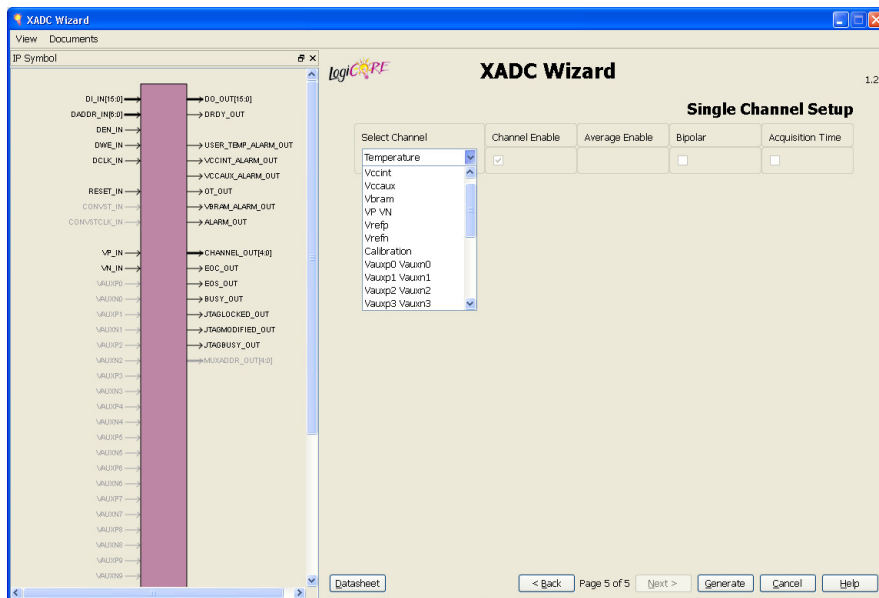 XADC Wizard
View Documents
IP Symbol
DI_IN[15:0]
DADDR_IN[6:0]
DEN_IN
DWE_IN
DCLK_IN
RESET_IN
CONVST_IN
CONVSTCLK_IN
VP_IN
VN_IN
VAUXP0
VAUXN0
VAUXP1
VAUXN1
VAUXP2
VAUXN2
VAUXP3
VAUXN3
VAUXP4
VAUXN4
VAUXP5
VAUXN5
VAUXP6
VAUXN6
VAUXP7
VAUXN7
VAUXP8
VAUXN8
VAUXP9
VAUXN9
DO_OUT[15:0]
DRDY_OUT
USER_TEMP_ALARM_OUT
VCCINT_ALARM_OUT
VCCAUX_ALARM_OUT
OT_OUT
VBRAM_ALARM_OUT
ALARM_OUT
CHANNEL_OUT[4:0]
EOC_OUT
EOS_OUT
BUSY_OUT
JTAGLOCKED_OUT
JTAGMODIFIED_OUT
JTAGBUSY_OUT
MUXADDR_OUT[4:0]
LogiCORE
XADC Wizard
1.2
Single Channel Setup
Select Channel Channel Enable Average Enable Bipolar Acquisition Time
Temperature
Vccint
Vccaux
Vbram
VP VN
Vrefp
Vrefn
Calibration
Vauxp0 Vauxn0
Vauxp1 Vauxn1
Vauxp2 Vauxn2
Vauxp3 Vauxn3
Datasheet < Back Page 5 of 5 Next > Generate Cancel Help